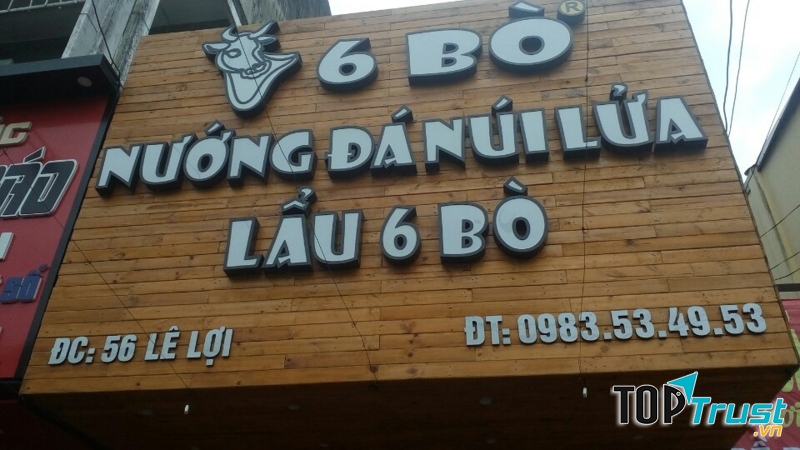 6 BÒ®
NƯỚNG ĐÁ NÚI LỬA
LẨU 6 BÒ
ĐC: 56 LÊ LỢI
ĐT: 0983.53.49.53
TOPTrust.vn